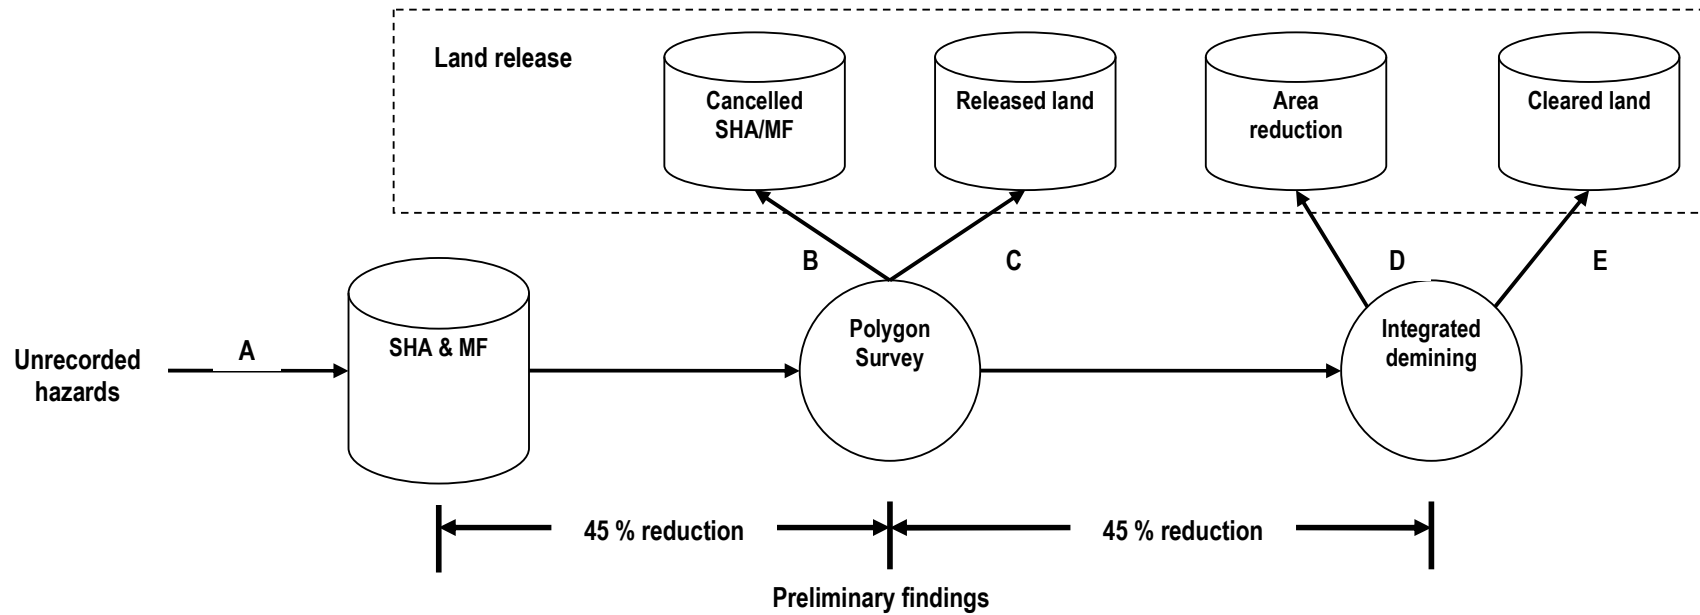 Land release
Cancelled
SHA/MF
Released land
Area
reduction
Cleared land
B
C
D
E
A
Unrecorded
hazards
SHA & MF
Polygon
Survey
Integrated
demining
45 % reduction
45 % reduction
Preliminary findings